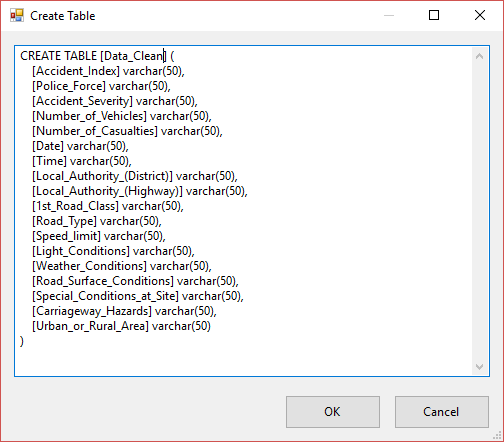 Create Table
CREATE TABLE [Data_Clean] (
[Accident_Index] varchar(50),
[Police_Force] varchar(50),
[Accident_Severity] varchar(50),
[Number_of_Vehicles] varchar(50),
[Number_of_Casualties] varchar(50),
[Date] varchar(50),
[Time] varchar(50),
[Local_Authority_(District)] varchar(50),
[Local_Authority_(Highway)] varchar(50),
[1st_Road_Class] varchar(50),
[Road_Type] varchar(50),
[Speed_limit] varchar(50),
[Light_Conditions] varchar(50),
[Weather_Conditions] varchar(50),
[Road_Surface_Conditions] varchar(50),
[Special_Conditions_at_Site] varchar(50),
[Carriageway_Hazards] varchar(50),
[Urban_or_Rural_Area] varchar(50)
)
OK Cancel